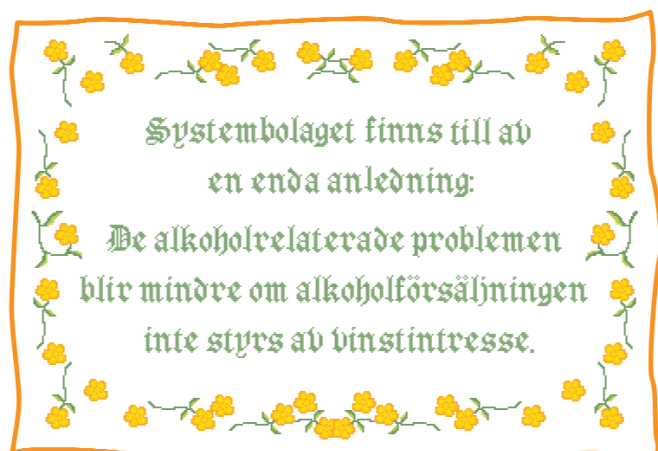 Systembolaget finns till av
en enda anledning:
De alkoholrelaterade problemen
blir mindre om alkoholförsäljningen
inte styrs av vinstintresse.